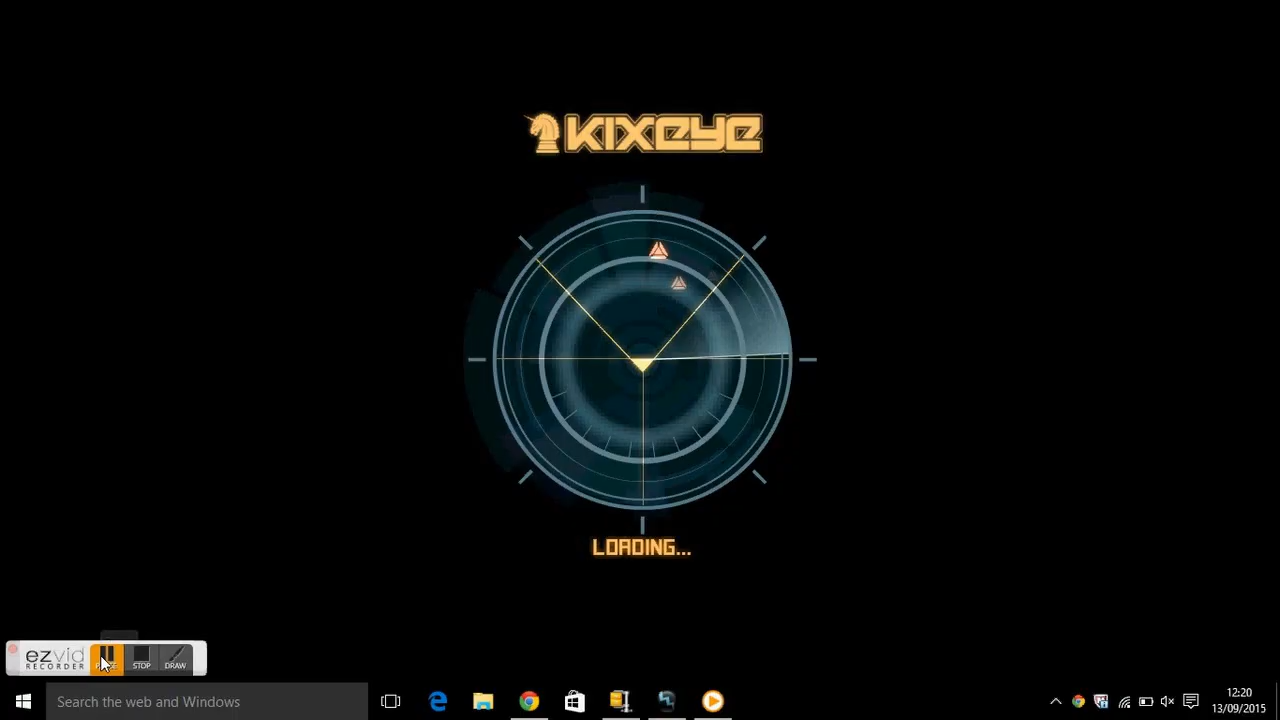 KIXEYE
LOADING...
ezvid
RECORDER
STOP
DRAW
Search the web and Windows
12:20
13/09/2015